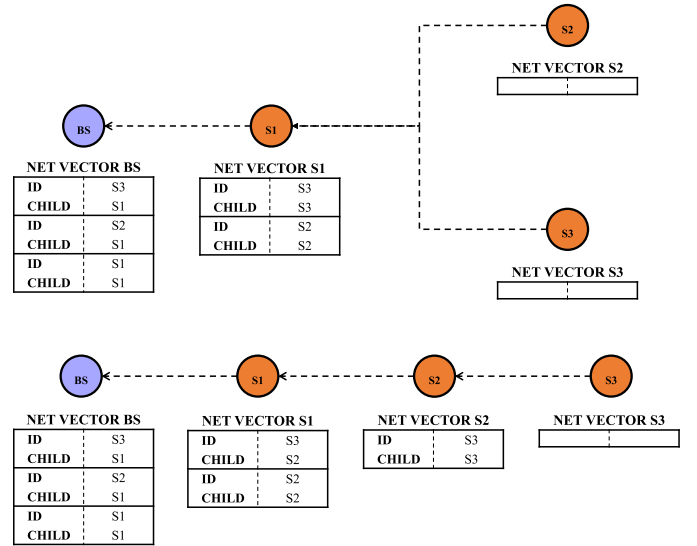 S2
NET VECTOR S2
BS
S1
NET VECTOR BS
NET VECTOR S1
ID S3
CHILD S1
ID S2
CHILD S1
ID S1
CHILD S1
ID S3
CHILD S3
ID S2
CHILD S2
S3
NET VECTOR S3
BS
S1
S2
S3
NET VECTOR BS
ID S3
CHILD S1
ID S2
CHILD S1
ID S1
CHILD S1
NET VECTOR S1
ID S3
CHILD S2
ID S2
CHILD S2
NET VECTOR S2
ID S3
CHILD S3
NET VECTOR S3